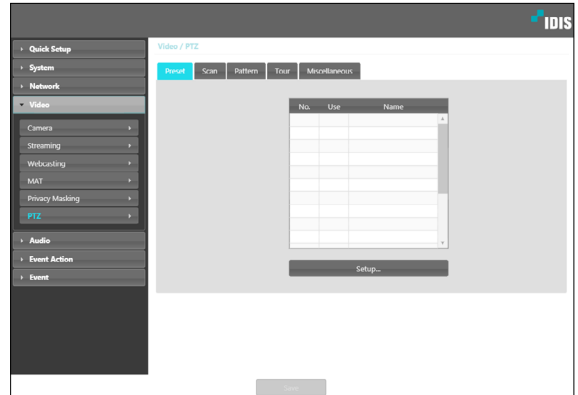 IDIS
Quick Setup
System
Network
Video
Camera
Streaming
Webcasting
MAT
Privacy Masking
PTZ
Audio
Event Action
Event
Video / PTZ
Preset Scan Pattern Tour Miscellaneous
No. Use Name
Setup...
Save